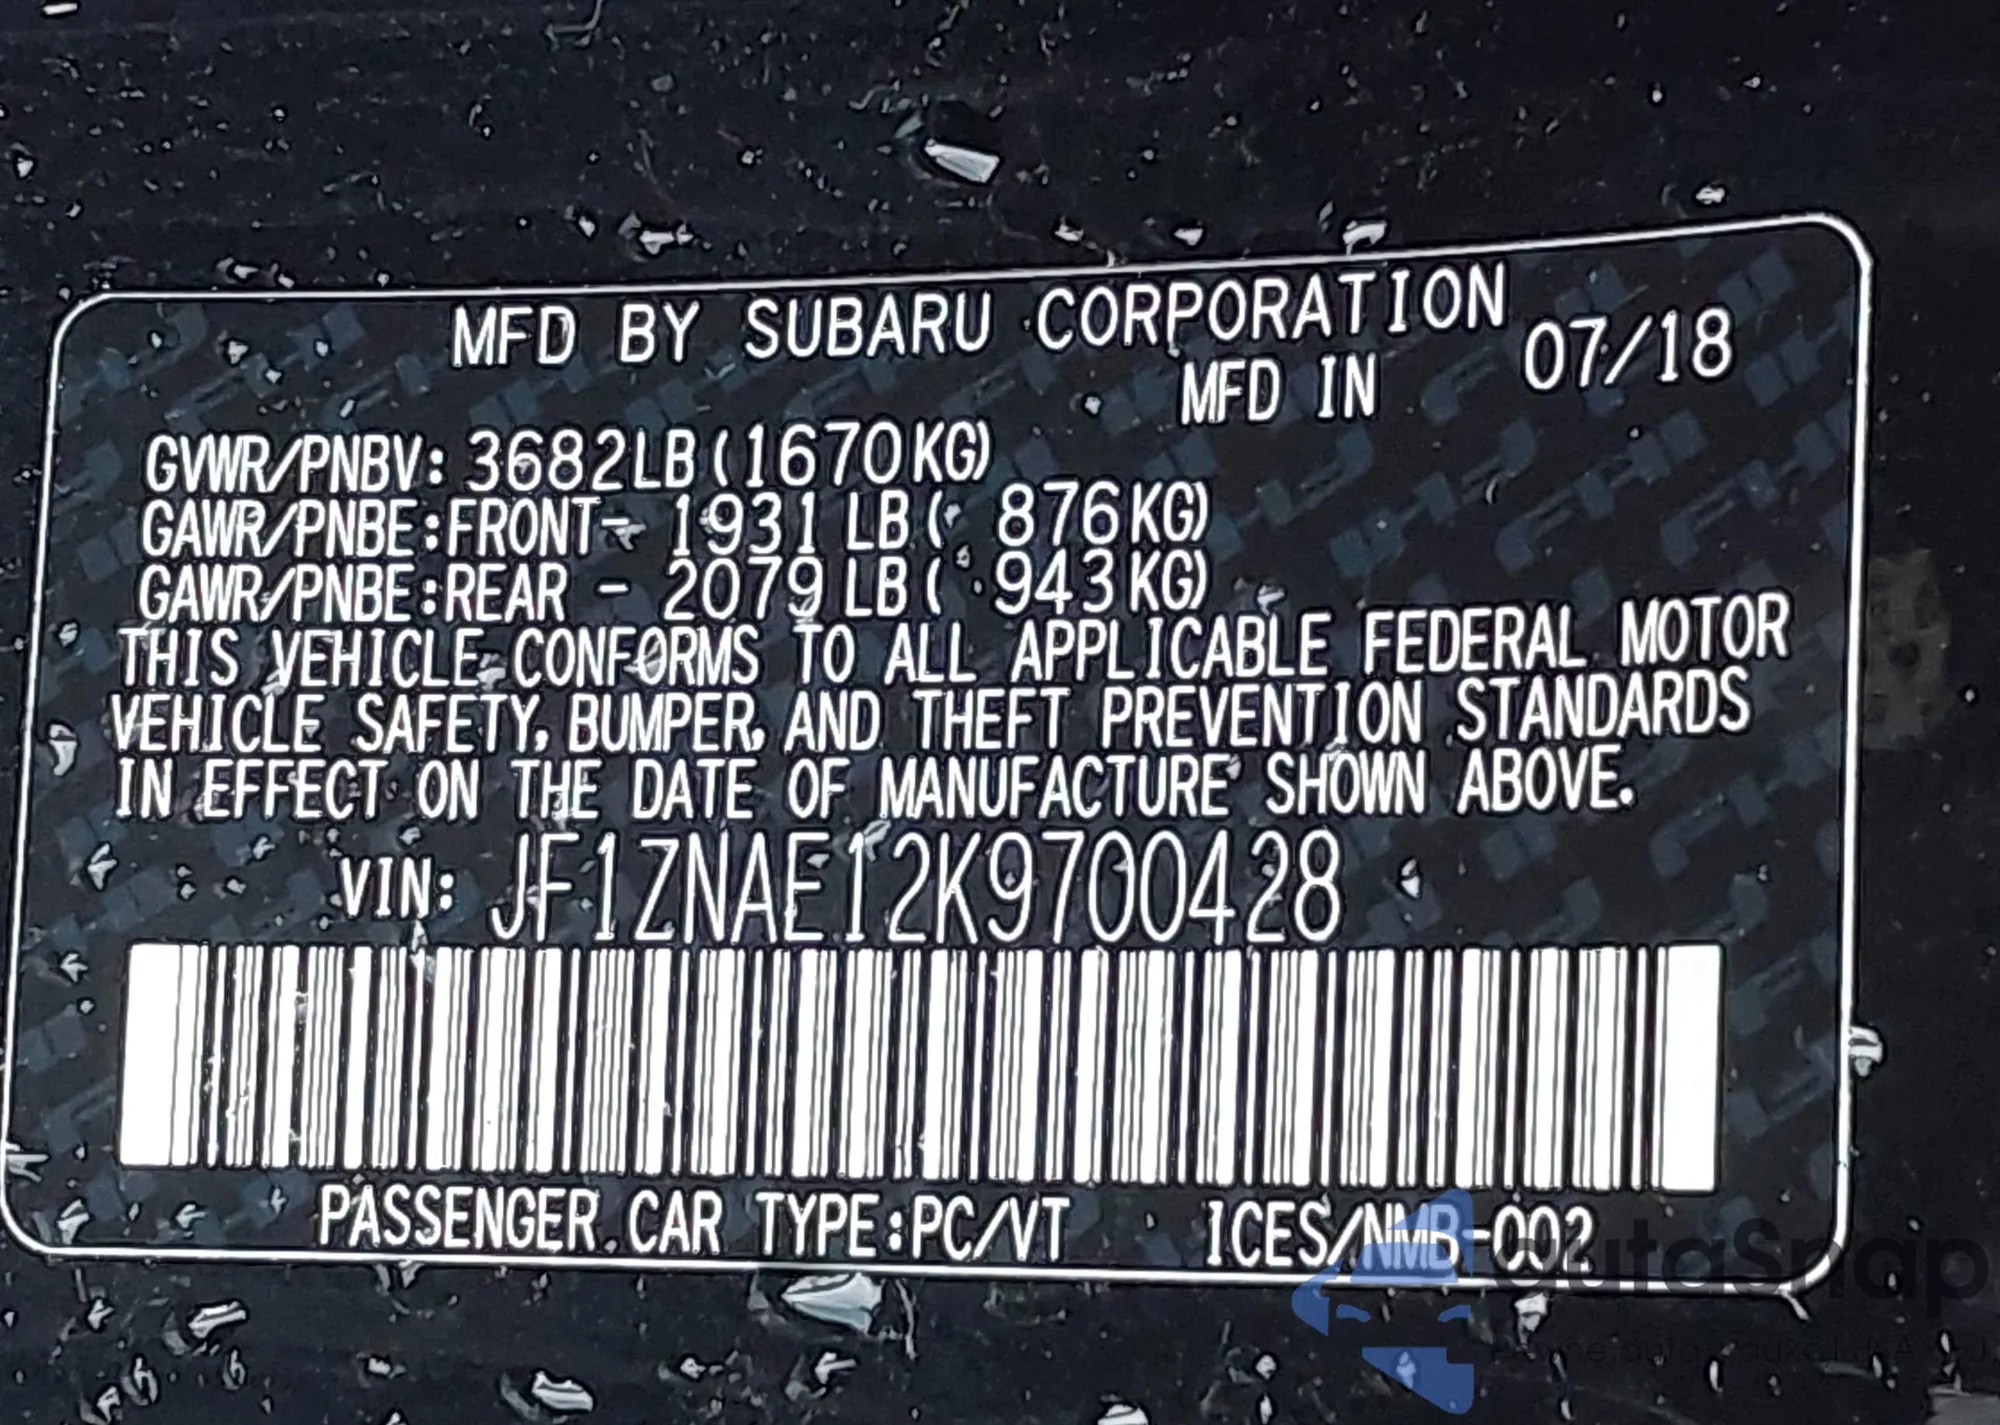 MFD BY SUBARU CORPORATION
MFD IN 07/18
GVWR/PNBV: 3682LB(1670KG)
GAWR/PNBE:FRONT- 1931 LB( 876KG)
GAWR/PNBE:REAR - 2079 LB( 943KG)
THIS VEHICLE CONFORMS TO ALL APPLICABLE FEDERAL MOTOR
VEHICLE SAFETY, BUMPER, AND THEFT PREVENTION STANDARDS
IN EFFECT ON THE DATE OF MANUFACTURE SHOWN ABOVE.
VIN: JF1ZNAE12K9700428
PASSENGER CAR TYPE:PC/VT ICES/NMB-002
autoSnap